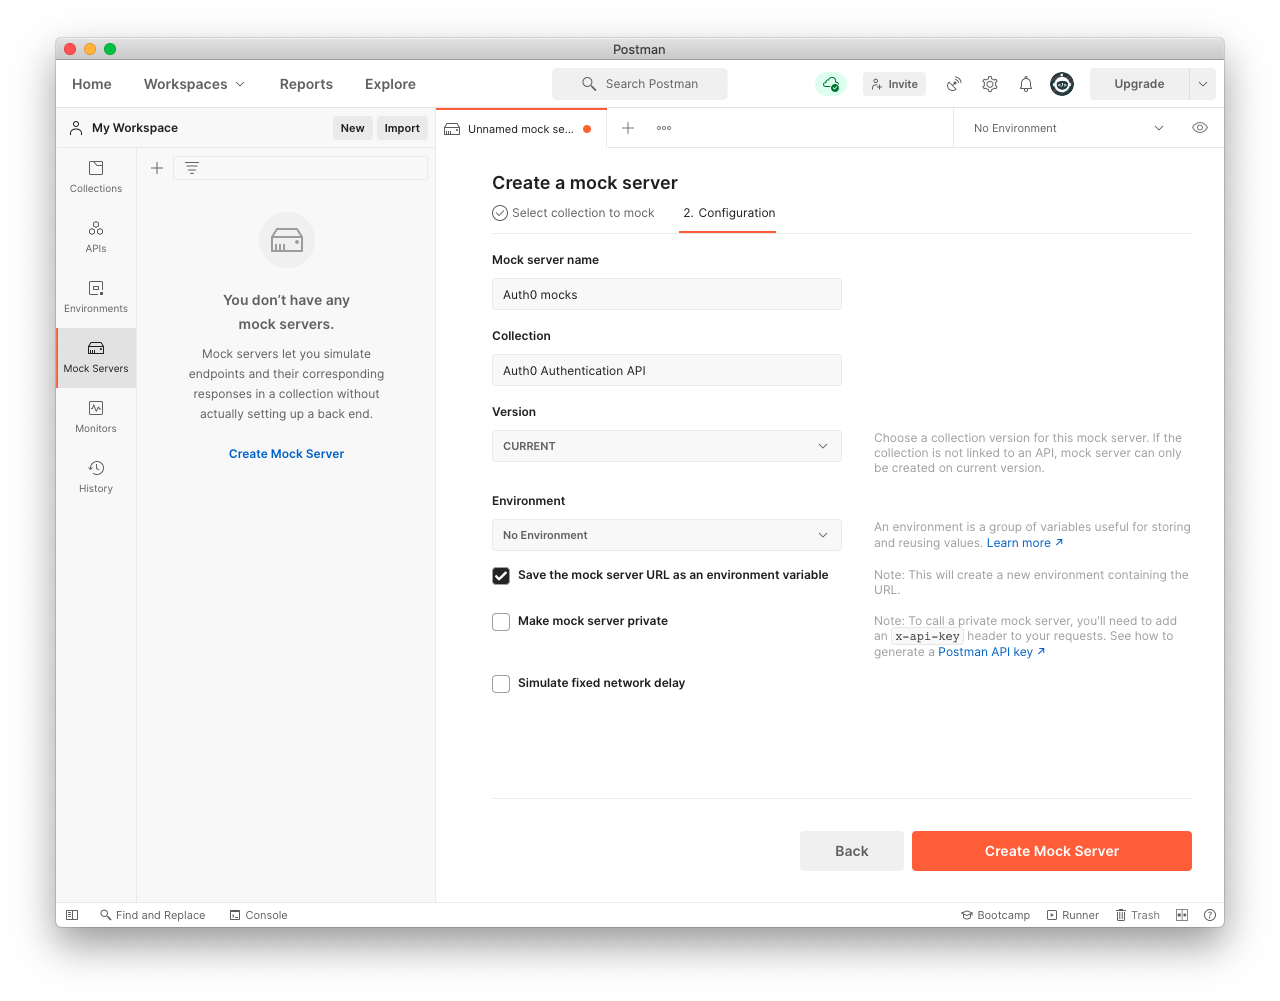 Postman
Home Workspaces Reports Explore Search Postman Invite Upgrade
My Workspace New Import Unnamed mock se... No Environment
Collections
APIs
Environments
Mock Servers
Monitors
History
You don’t have any
mock servers.
Mock servers let you simulate
endpoints and their corresponding
responses in a collection without
actually setting up a back end.
Create Mock Server
Create a mock server
Select collection to mock 2. Configuration
Mock server name
Auth0 mocks
Collection
Auth0 Authentication API
Version
CURRENT
Choose a collection version for this mock server. If the
collection is not linked to an API, mock server can only
be created on current version.
Environment
No Environment
An environment is a group of variables useful for storing
and reusing values. Learn more ↗
Save the mock server URL as an environment variable
Note: This will create a new environment containing the
URL.
Make mock server private
Note: To call a private mock server, you'll need to add
an x-api-key header to your requests. See how to
generate a Postman API key ↗
Simulate fixed network delay
Back Create Mock Server
Find and Replace Console Bootcamp Runner Trash